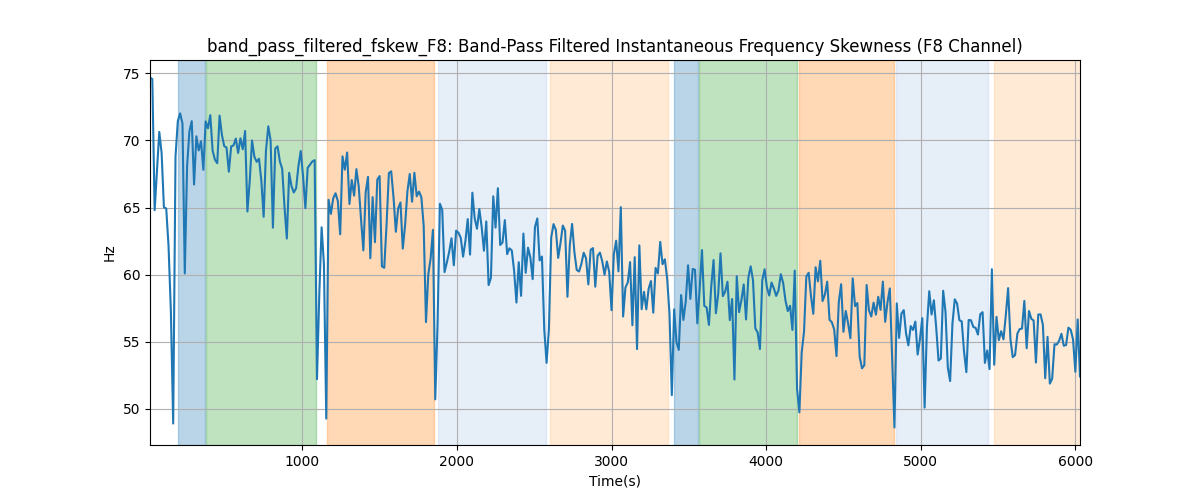 band_pass_filtered_fskew_F8: Band-Pass Filtered Instantaneous Frequency Skewness (F8 Channel)
75
70
65
60
55
50
Hz
1000 2000 3000 4000 5000 6000
Time(s)